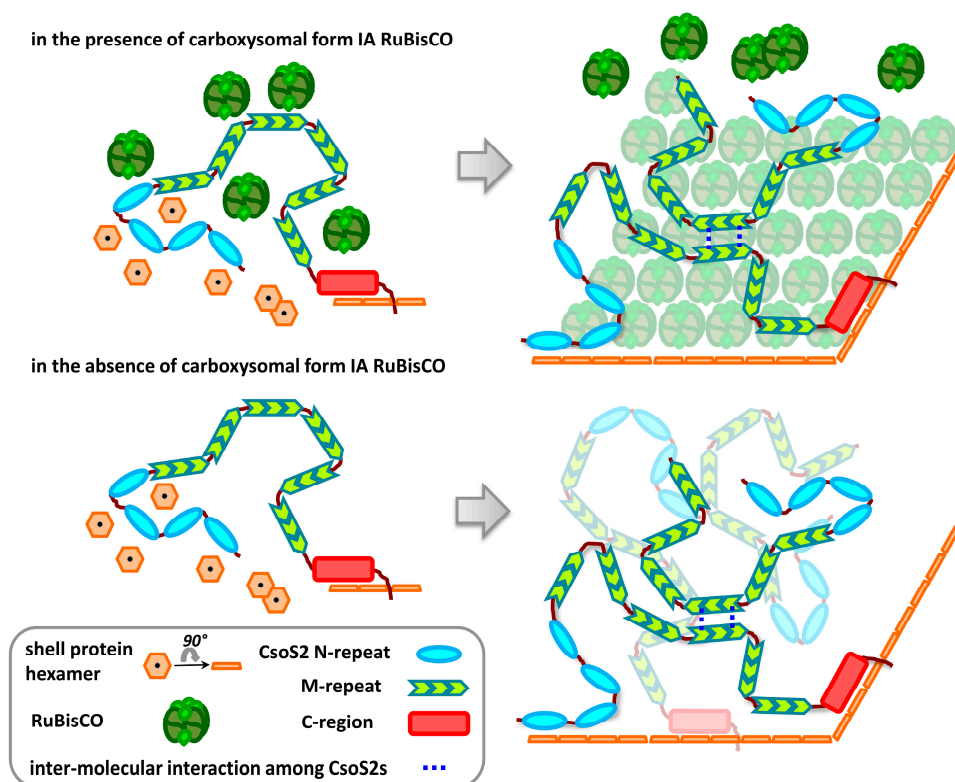 in the presence of carboxysomal form IA RuBisCO
in the absence of carboxysomal form IA RuBisCO
shell protein
hexamer
90°
CsoS2 N-repeat
M-repeat
RuBisCO
C-region
inter-molecular interaction among CsoS2s